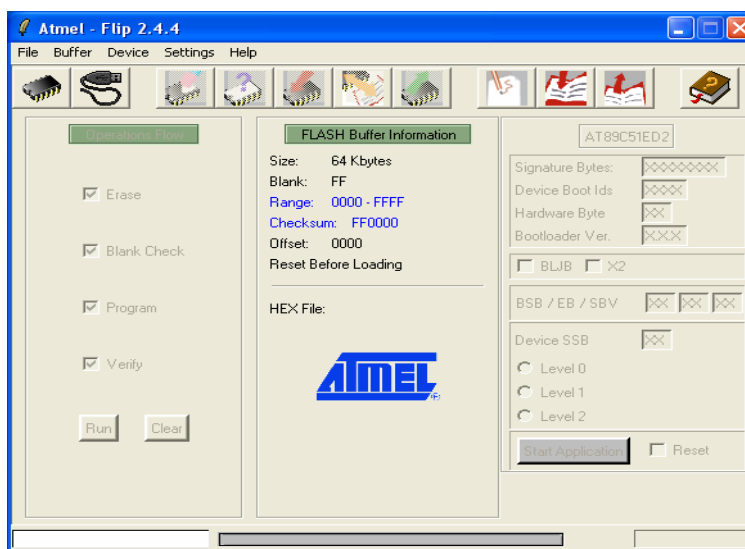 Atmel - Flip 2.4.4
File Buffer Device Settings Help
Operations Flow
Erase
Blank Check
Program
Verify
Run Clear
FLASH Buffer Information
Size: 64 Kbytes
Blank: FF
Range: 0000 - FFFF
Checksum: FF0000
Offset: 0000
Reset Before Loading
HEX File:
ATMEL
AT89C51ED2
Signature Bytes: XXXXXXXX
Device Boot Ids XXXX
Hardware Byte XX
Bootloader Ver. XXX
BLJB X2
BSB / EB / SBV XX XX XX
Device SSB XX
Level 0
Level 1
Level 2
Start Application Reset